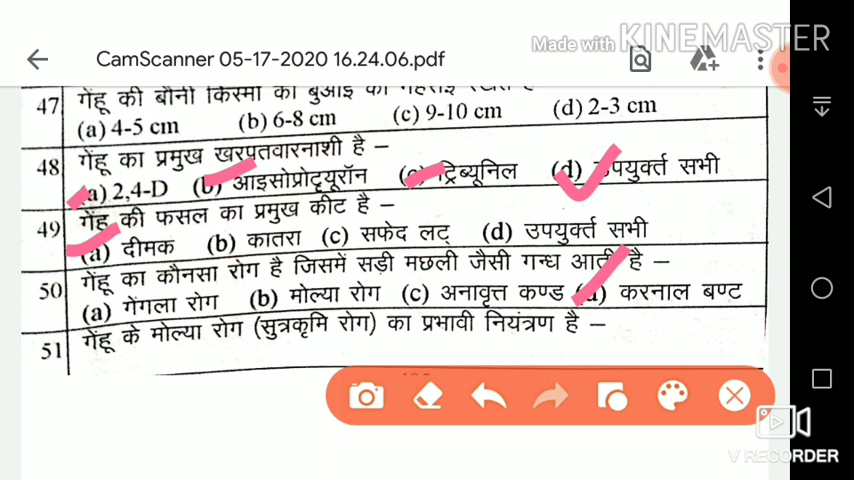 CamScanner 05-17-2020 16.24.06.pdf
Made with KINEMASTER
47 गेंहू की बौनी किस्मों की बुआई की गहराई रखते है
(a) 4-5 cm (b) 6-8 cm (c) 9-10 cm (d) 2-3 cm
48 गेंहू का प्रमुख खरपतवारनाशी है –
(a) 2,4-D (b) आइसोप्रोट्यूरॉन (c) ट्रिब्यूनिल (d) उपयुर्क्त सभी
49 गेंहू की फसल का प्रमुख कीट है –
(a) दीमक (b) कातरा (c) सफेद लट् (d) उपयुर्क्त सभी
50 गेंहू का कौनसा रोग है जिसमें सड़ी मछली जैसी गन्ध आती है –
(a) गेंगला रोग (b) मोल्या रोग (c) अनावृत्त कण्ड (d) करनाल बण्ट
51 गेंहू के मोल्या रोग (सुत्रकृमि रोग) का प्रभावी नियंत्रण है –
V RECORDER